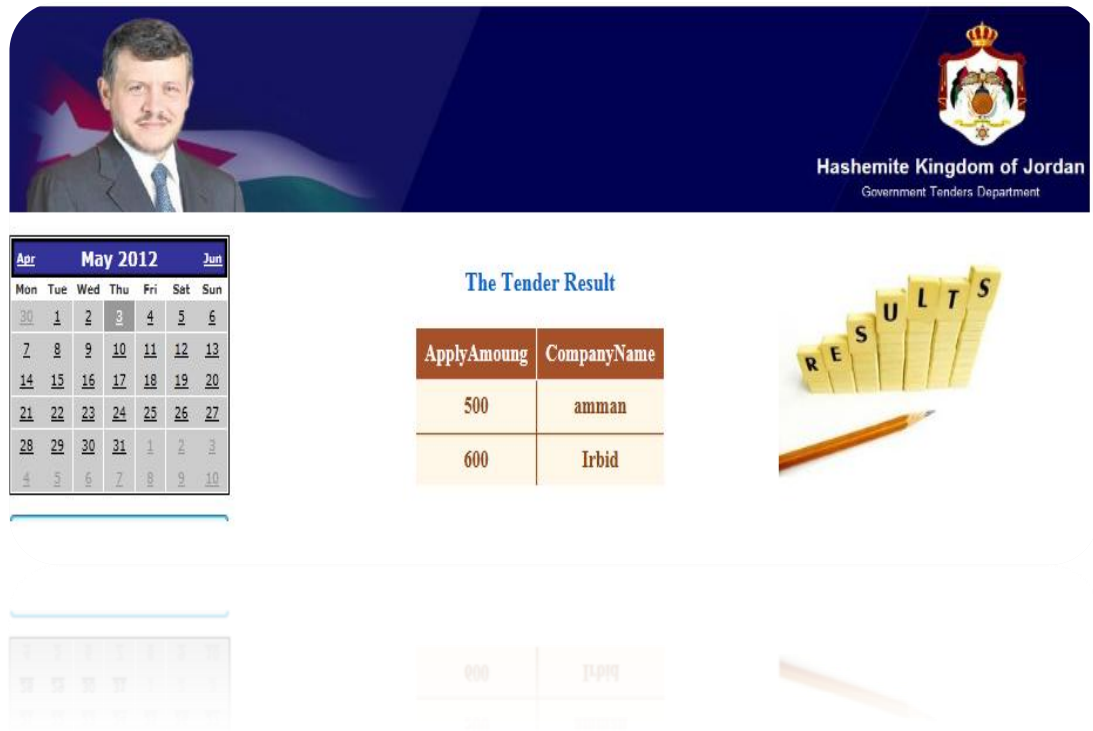 Hashemite Kingdom of Jordan
Government Tenders Department
Apr May 2012 Jun
Mon Tue Wed Thu Fri Sat Sun
30 1 2 3 4 5 6
7 8 9 10 11 12 13
14 15 16 17 18 19 20
21 22 23 24 25 26 27
28 29 30 31 1 2 3
4 5 6 7 8 9 10
The Tender Result
ApplyAmoung CompanyName
500 amman
600 Irbid
RESULTS